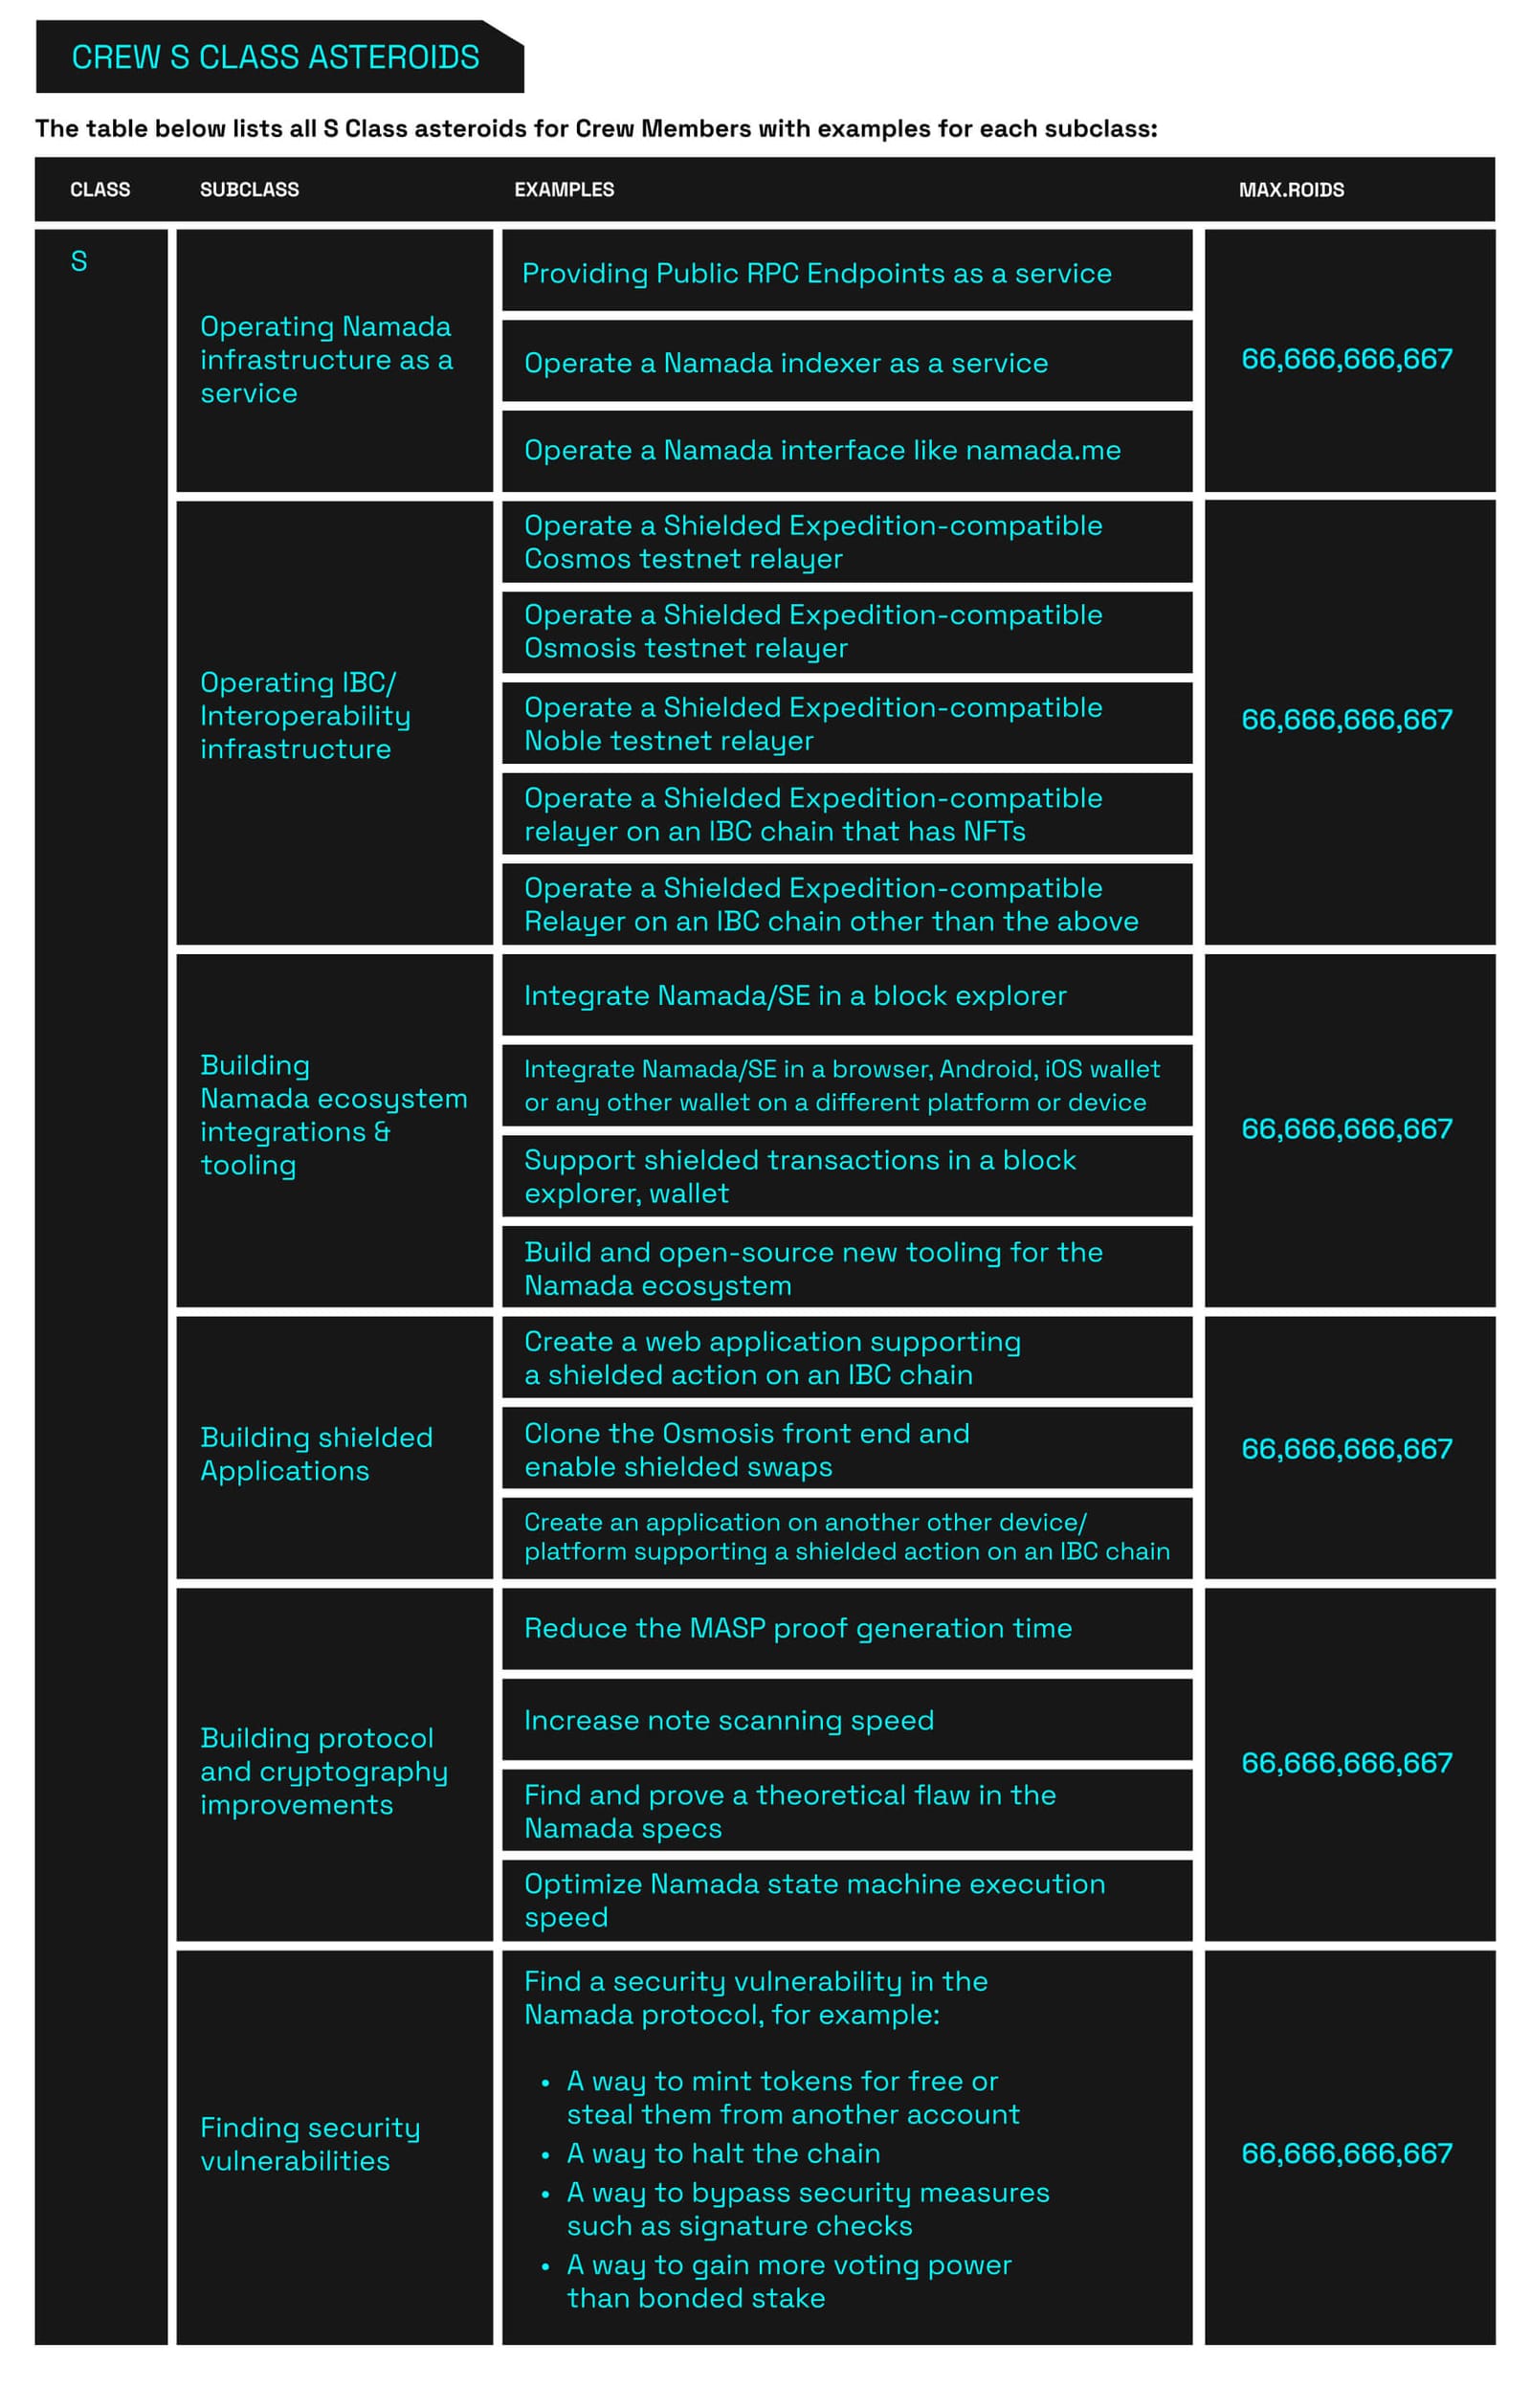 CREW S CLASS ASTEROIDS
The table below lists all S Class asteroids for Crew Members with examples for each subclass:
CLASS SUBCLASS EXAMPLES MAX.ROIDS
S
Operating Namada
infrastructure as a
service
Providing Public RPC Endpoints as a service
Operate a Namada indexer as a service
Operate a Namada interface like namada.me
66,666,666,667
Operating IBC/
Interoperability
infrastructure
Operate a Shielded Expedition-compatible
Cosmos testnet relayer
Operate a Shielded Expedition-compatible
Osmosis testnet relayer
Operate a Shielded Expedition-compatible
Noble testnet relayer
Operate a Shielded Expedition-compatible
relayer on an IBC chain that has NFTs
Operate a Shielded Expedition-compatible
Relayer on an IBC chain other than the above
66,666,666,667
Building
Namada ecosystem
integrations &
tooling
Integrate Namada/SE in a block explorer
Integrate Namada/SE in a browser, Android, iOS wallet
or any other wallet on a different platform or device
Support shielded transactions in a block
explorer, wallet
Build and open-source new tooling for the
Namada ecosystem
66,666,666,667
Building shielded
Applications
Create a web application supporting
a shielded action on an IBC chain
Clone the Osmosis front end and
enable shielded swaps
Create an application on another other device/
platform supporting a shielded action on an IBC chain
66,666,666,667
Building protocol
and cryptography
improvements
Reduce the MASP proof generation time
Increase note scanning speed
Find and prove a theoretical flaw in the
Namada specs
Optimize Namada state machine execution
speed
66,666,666,667
Finding security
vulnerabilities
Find a security vulnerability in the
Namada protocol, for example:
• A way to mint tokens for free or
steal them from another account
• A way to halt the chain
• A way to bypass security measures
such as signature checks
• A way to gain more voting power
than bonded stake
66,666,666,667